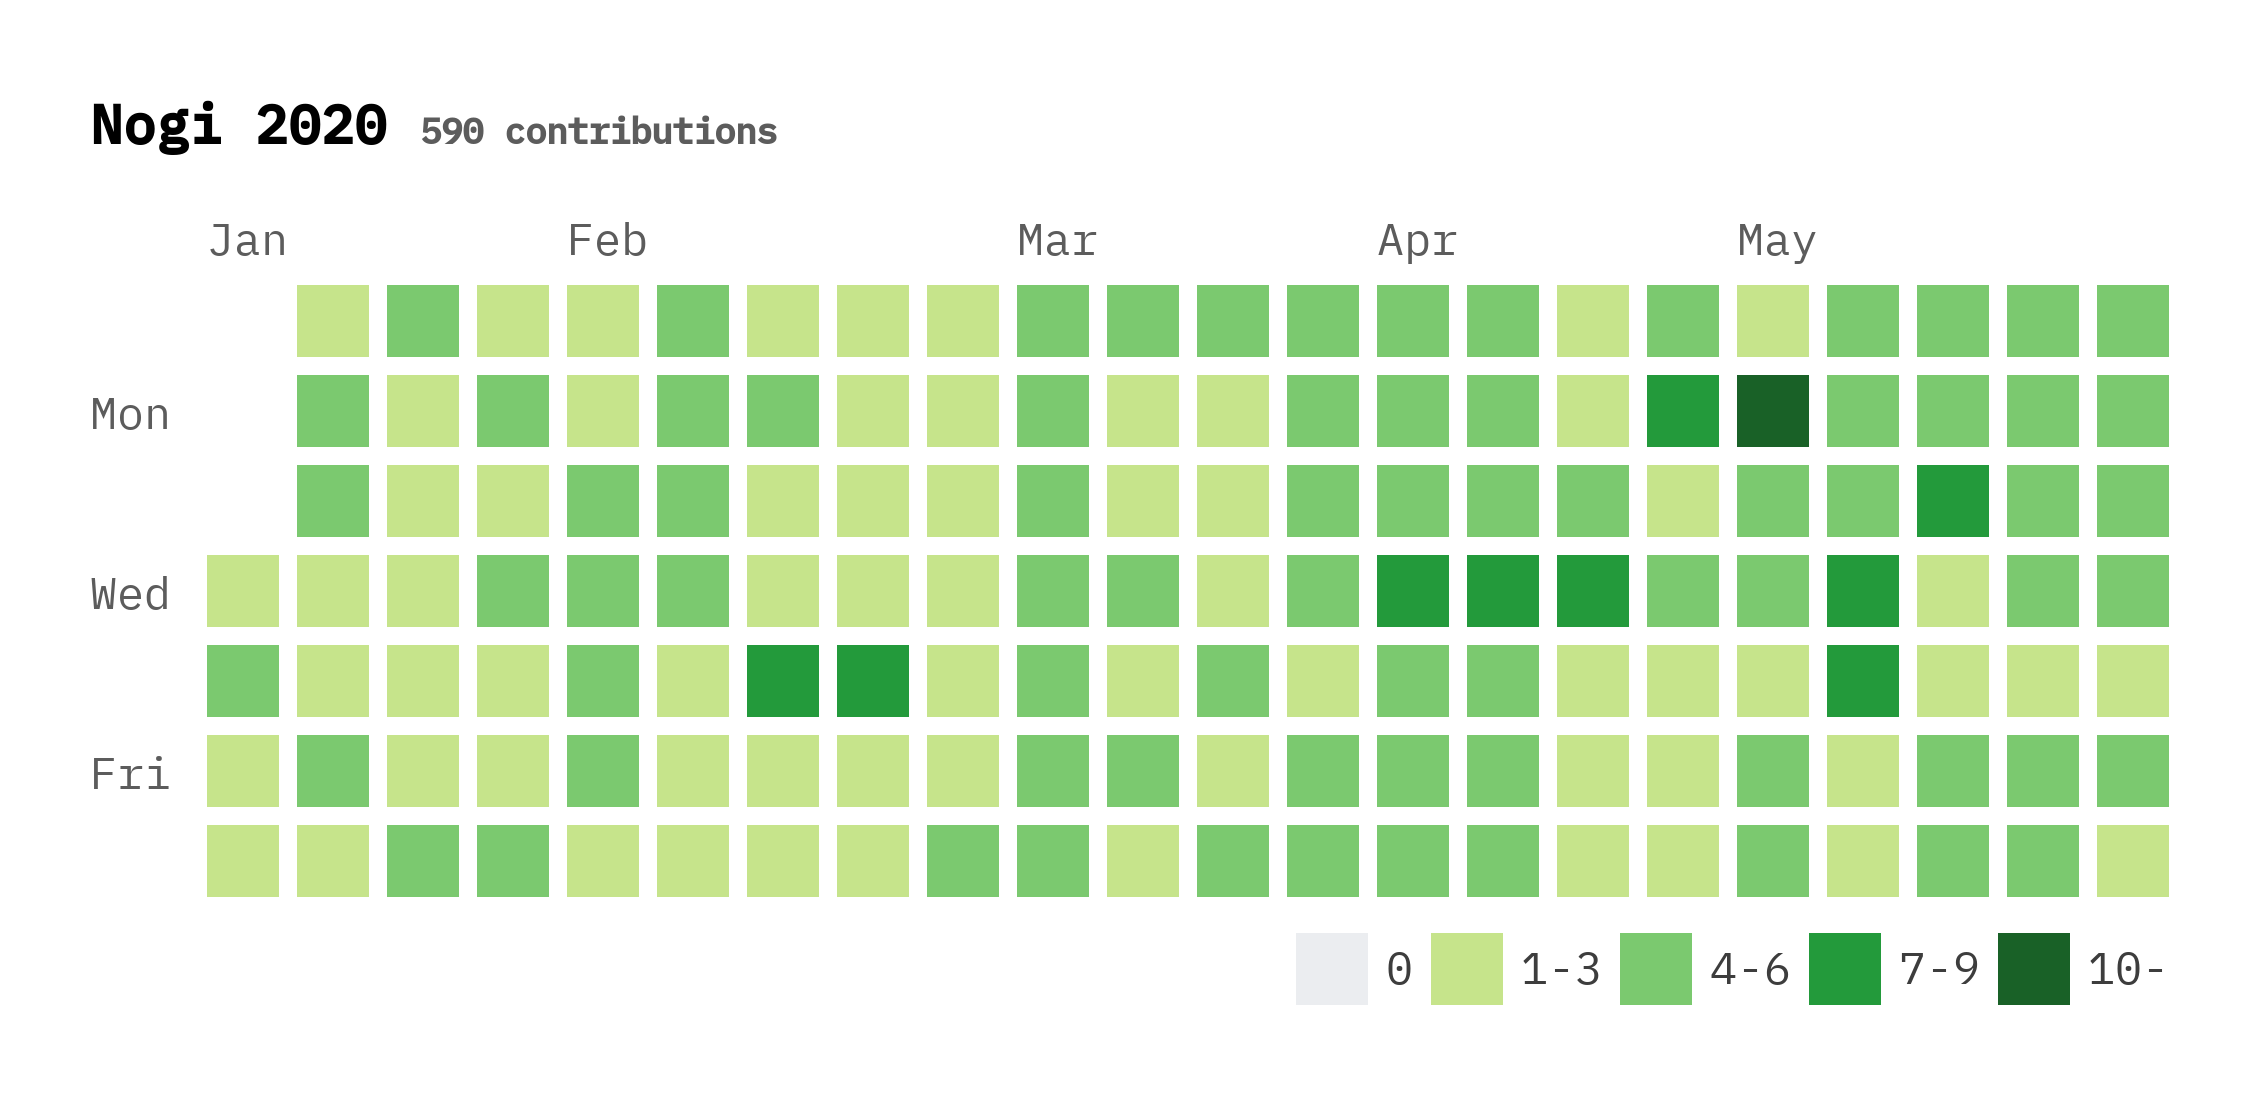 Nogi 2020 590 contributions
Jan Feb Mar Apr May
Mon
Wed
Fri
0 1-3 4-6 7-9 10-